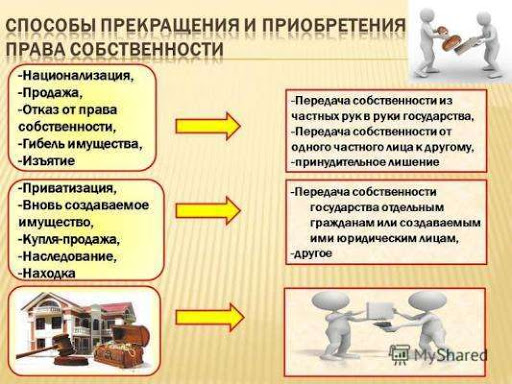 СПОСОБЫ ПРЕКРАЩЕНИЯ И ПРИОБРЕТЕНИЯ
ПРАВА СОБСТВЕННОСТИ
-Национализация,
-Продажа,
-Отказ от права
собственности,
-Гибель имущества,
-Изъятие
-Передача собственности из
частных рук в руки государства,
-Передача собственности от
одного частного лица к другому,
-принудительное лишение
-Приватизация,
-Вновь создаваемое
имущество,
-Купля-продажа,
-Наследование,
-Находка
-Передача собственности
государства отдельным
гражданам или создаваемым
ими юридическим лицам,
-другое
MyShared